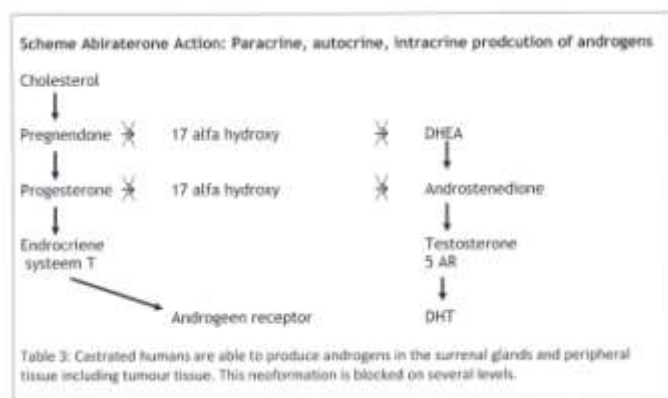 Scheme Abiraterone Action: Paracrine, autocrine, intracrine prodcution of androgens
Cholesterol
Pregnendone 17 alfa hydroxy DHEA
Progesterone 17 alfa hydroxy Androstenedione
Endrocriene Testosterone
systeem T 5 AR
Androgeen receptor DHT
Table 3: Castrated humans are able to produce androgens in the surrenal glands and peripheral
tissue including tumour tissue. This neoformation is blocked on several levels.